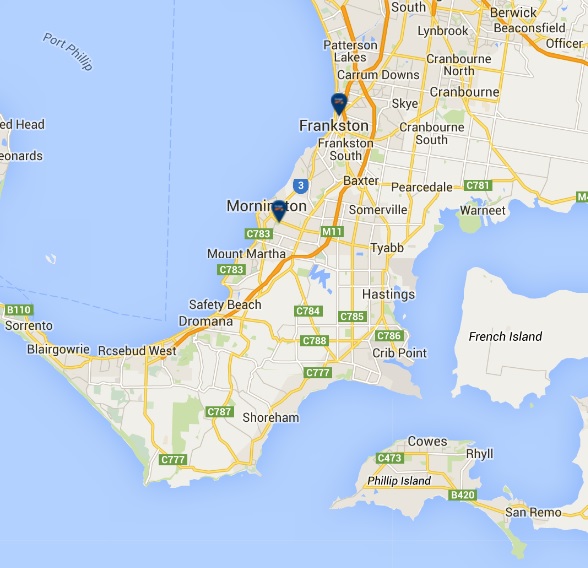 South
Berwick
Lynbrook
Beaconsfield
Officer
Port Phillip
Patterson
Lakes
Carrum Downs
Cranbourne
North
Cranbourne
Skye
ed Head
Frankston
Cranbourne
South
Frankston
South
eonards
3
Baxter
Pearcedale
C781
M4
Mornington
Somerville
Warneet
C783
M11
Tyabb
Mount Martha
C783
Hastings
Safety Beach
B110
C784
C785
Sorrento
Dromana
C788
C786
French Island
Blairgowrie
Rosebud West
Crib Point
C777
C787
Shoreham
Cowes
C473
Rhyll
C777
Phillip Island
B420
San Remo